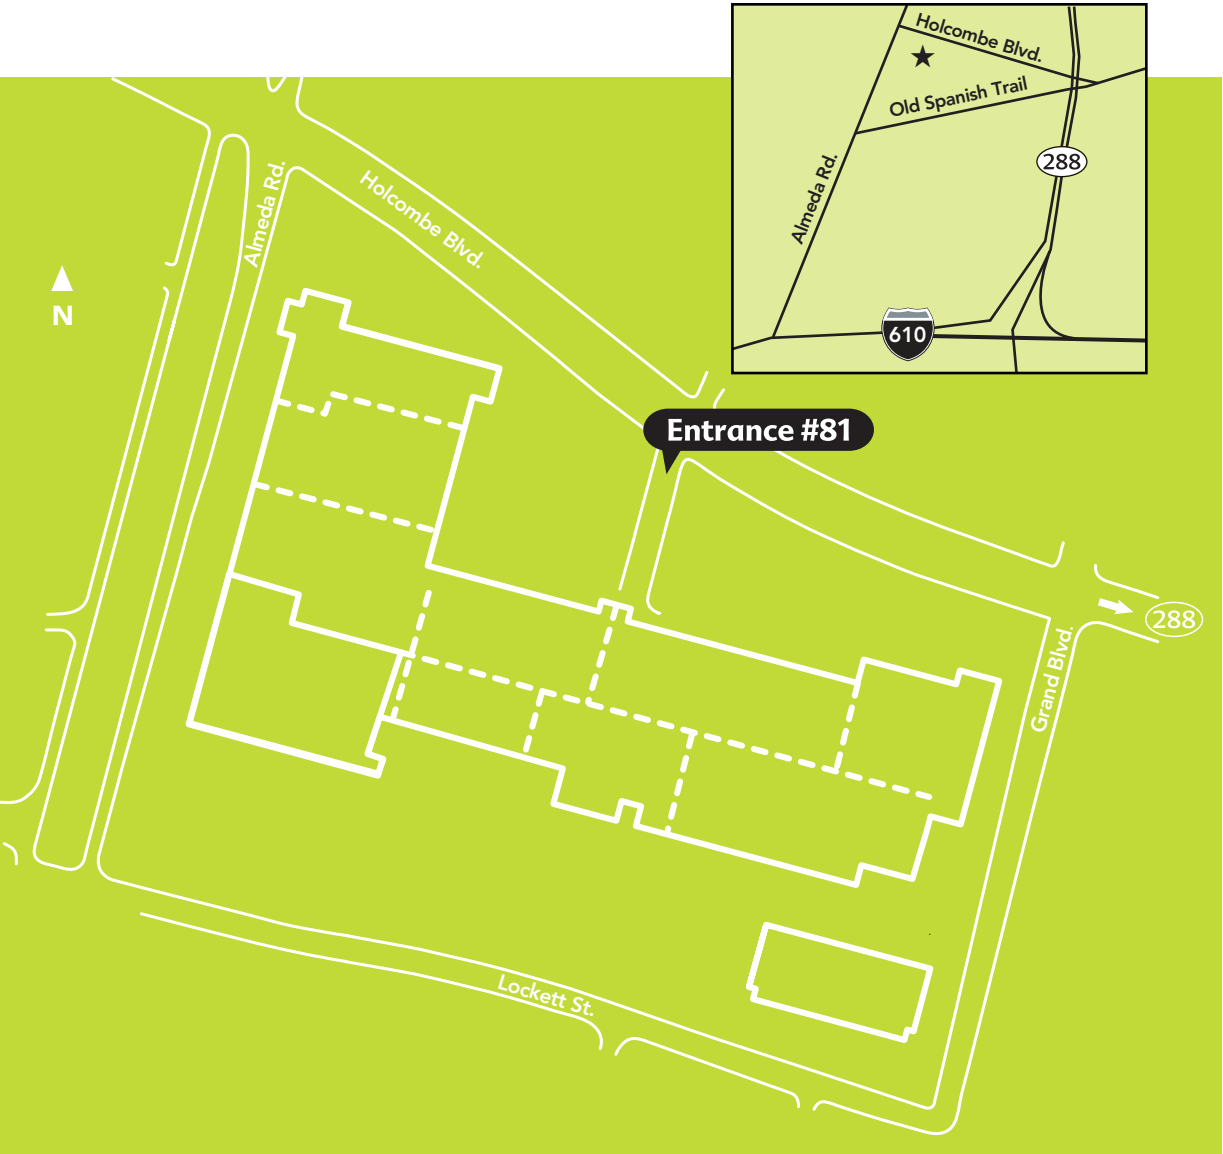 Holcombe Blvd.
Old Spanish Trail
288
Almeda Rd.
610
Almeda Rd.
Holcombe Blvd.
N
Entrance #81
288
Grand Blvd.
Lockett St.